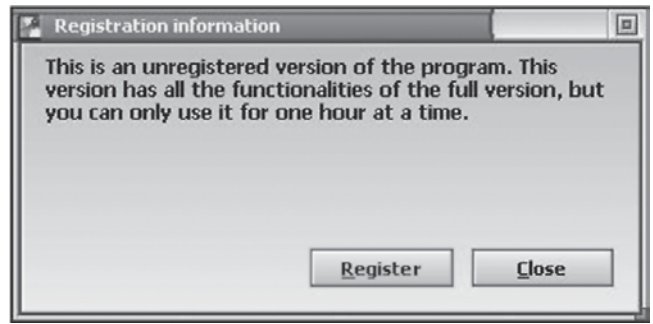 Registration information
This is an unregistered version of the program. This
version has all the functionalities of the full version, but
you can only use it for one hour at a time.
Register
Close